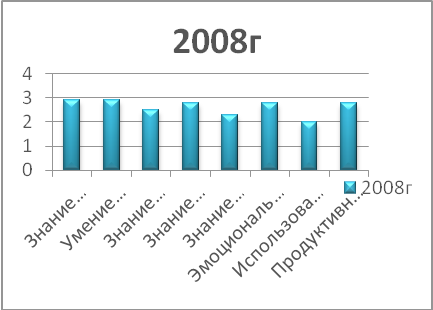 2008г
4
3
2
1
0
Знание...
Умение...
Знание...
Знание...
Знание...
Эмоциональ...
Использова...
Продуктивн...
2008г